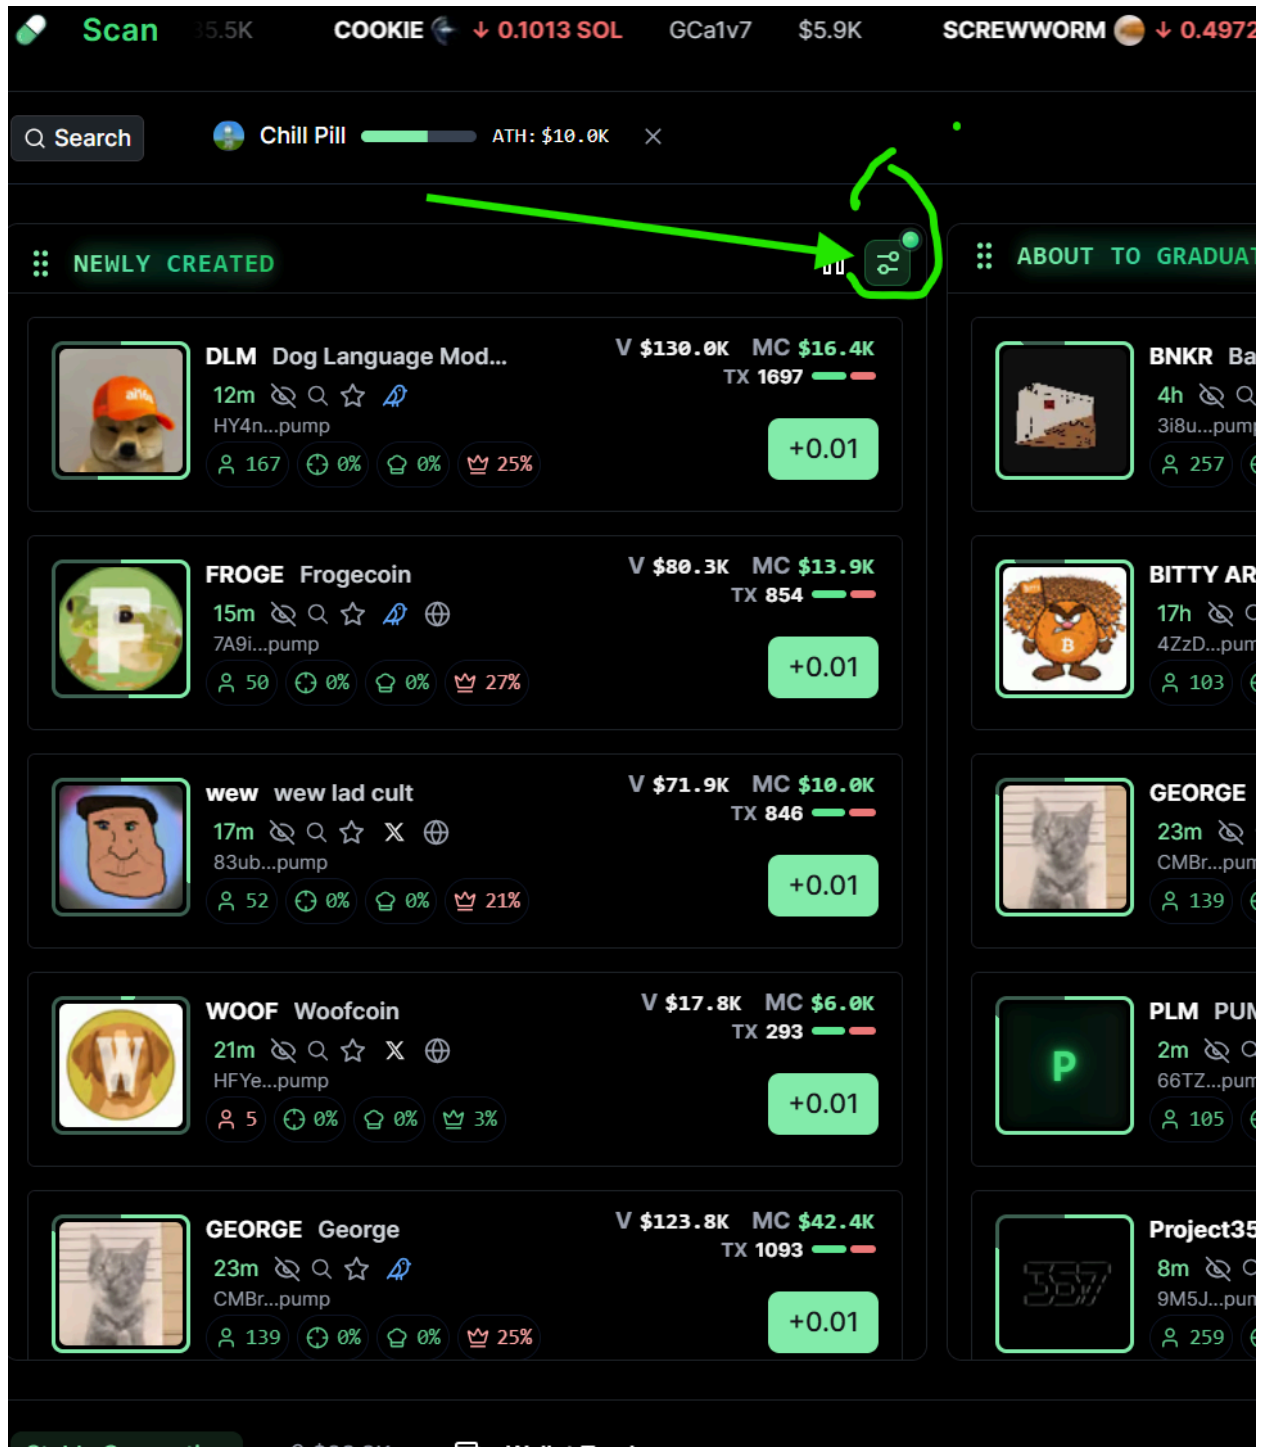 Scan 35.5K COOKIE ↓ 0.1013 SOL GCa1v7 $5.9K SCREWWORM ↓ 0.4972
Search Chill Pill ATH: $10.0K
NEWLY CREATED
DLM Dog Language Mod...
V $130.0K MC $16.4K
TX 1697
12m
HY4n...pump
167 0% 0% 25%
+0.01
FROGE Frogecoin
V $80.3K MC $13.9K
TX 854
15m
7A9i...pump
50 0% 0% 27%
+0.01
wew wew lad cult
V $71.9K MC $10.0K
TX 846
17m X
83ub...pump
52 0% 0% 21%
+0.01
WOOF Woofcoin
V $17.8K MC $6.0K
TX 293
21m X
HFYe...pump
5 0% 0% 3%
+0.01
GEORGE George
V $123.8K MC $42.4K
TX 1093
23m
CMBr...pump
139 0% 0% 25%
+0.01
ABOUT TO GRADUAT
BNKR Ba
4h
3i8u...pump
257
BITTY AR
17h
4ZzD...pum
103
GEORGE
23m
CMBr...pum
139
P
PLM PUM
2m
66TZ...pum
105
357
Project35
8m
9M5J...pum
259